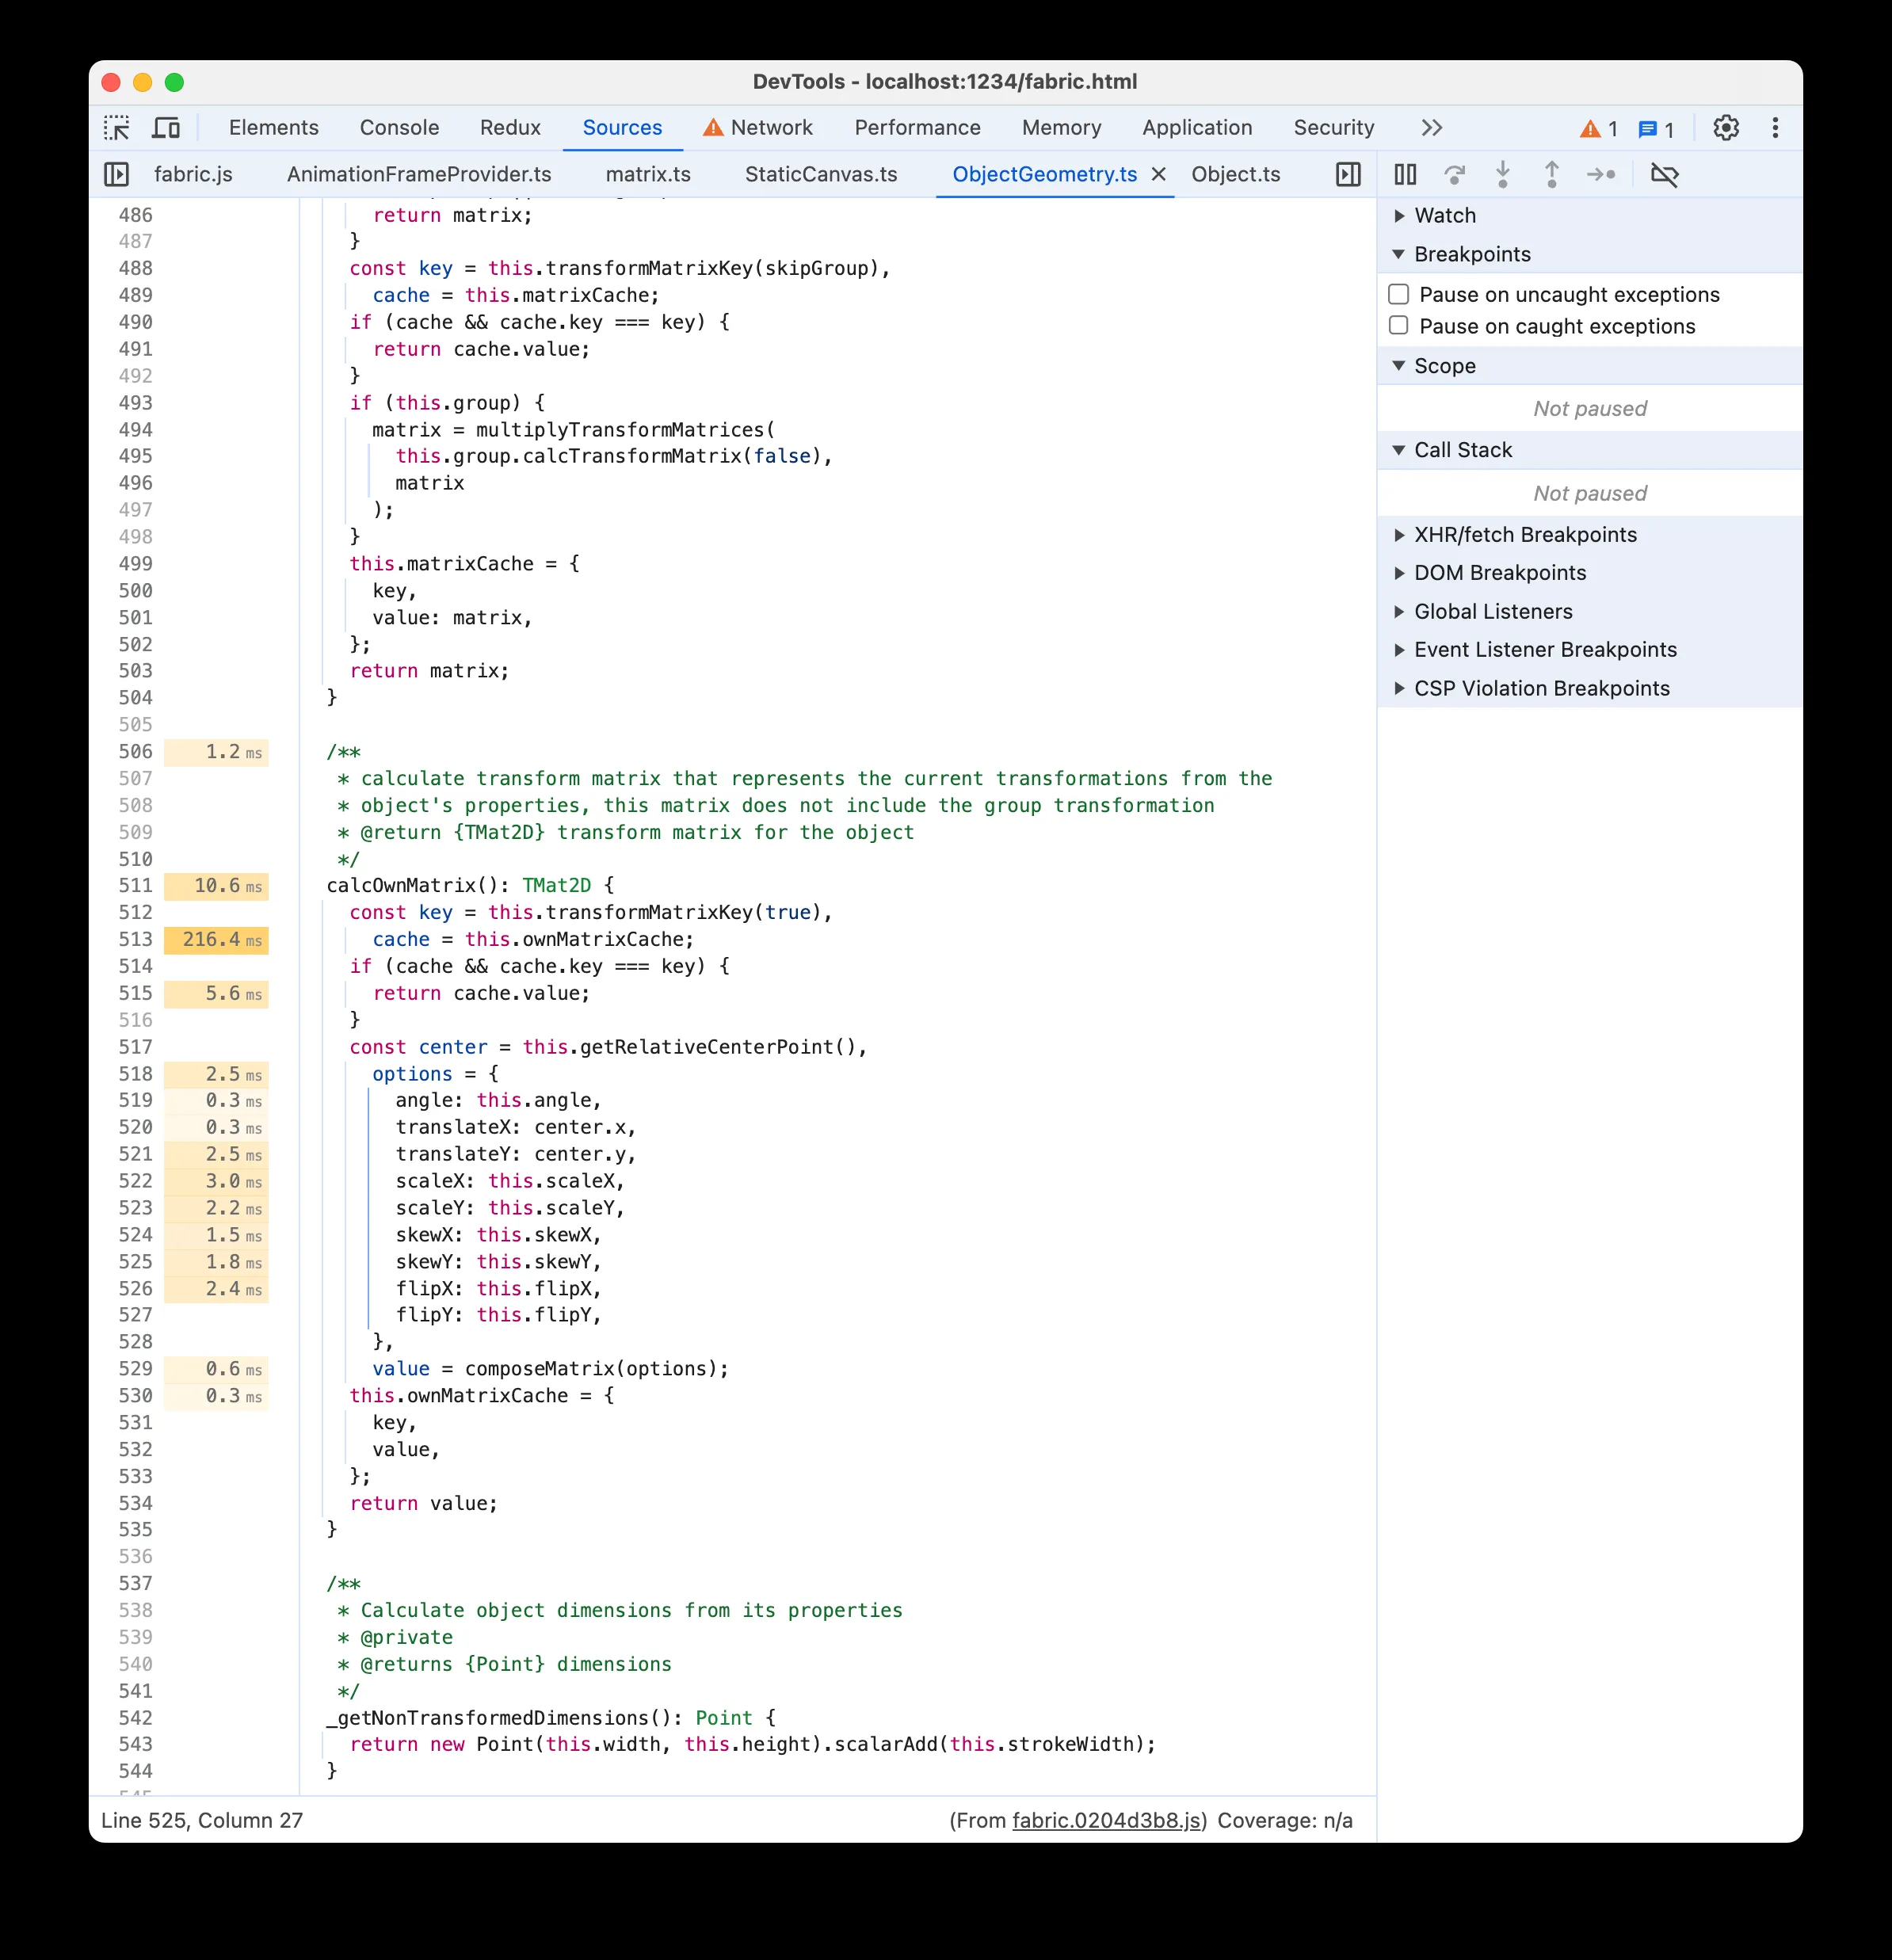 DevTools - localhost:1234/fabric.html
Elements Console Redux Sources Network Performance Memory Application Security 1 1
fabric.js AnimationFrameProvider.ts matrix.ts StaticCanvas.ts ObjectGeometry.ts Object.ts
486 return matrix;
487 }
488 const key = this.transformMatrixKey(skipGroup),
489 cache = this.matrixCache;
490 if (cache && cache.key === key) {
491 return cache.value;
492 }
493 if (this.group) {
494 matrix = multiplyTransformMatrices(
495 this.group.calcTransformMatrix(false),
496 matrix
497 );
498 }
499 this.matrixCache = {
500 key,
501 value: matrix,
502 };
503 return matrix;
504 }
505
506 1.2 ms /**
507 * calculate transform matrix that represents the current transformations from the
508 * object's properties, this matrix does not include the group transformation
509 * @return {TMat2D} transform matrix for the object
510 */
511 10.6 ms calcOwnMatrix(): TMat2D {
512 const key = this.transformMatrixKey(true),
513 216.4 ms cache = this.ownMatrixCache;
514 if (cache && cache.key === key) {
515 5.6 ms return cache.value;
516 }
517 const center = this.getRelativeCenterPoint(),
518 2.5 ms options = {
519 0.3 ms angle: this.angle,
520 0.3 ms translateX: center.x,
521 2.5 ms translateY: center.y,
522 3.0 ms scaleX: this.scaleX,
523 2.2 ms scaleY: this.scaleY,
524 1.5 ms skewX: this.skewX,
525 1.8 ms skewY: this.skewY,
526 2.4 ms flipX: this.flipX,
527 flipY: this.flipY,
528 },
529 0.6 ms value = composeMatrix(options);
530 0.3 ms this.ownMatrixCache = {
531 key,
532 value,
533 };
534 return value;
535 }
536
537 /**
538 * Calculate object dimensions from its properties
539 * @private
540 * @returns {Point} dimensions
541 */
542 _getNonTransformedDimensions(): Point {
543 return new Point(this.width, this.height).scalarAdd(this.strokeWidth);
544 }
Line 525, Column 27 (From fabric.0204d3b8.js) Coverage: n/a
Watch
Breakpoints
Pause on uncaught exceptions
Pause on caught exceptions
Scope
Not paused
Call Stack
Not paused
XHR/fetch Breakpoints
DOM Breakpoints
Global Listeners
Event Listener Breakpoints
CSP Violation Breakpoints